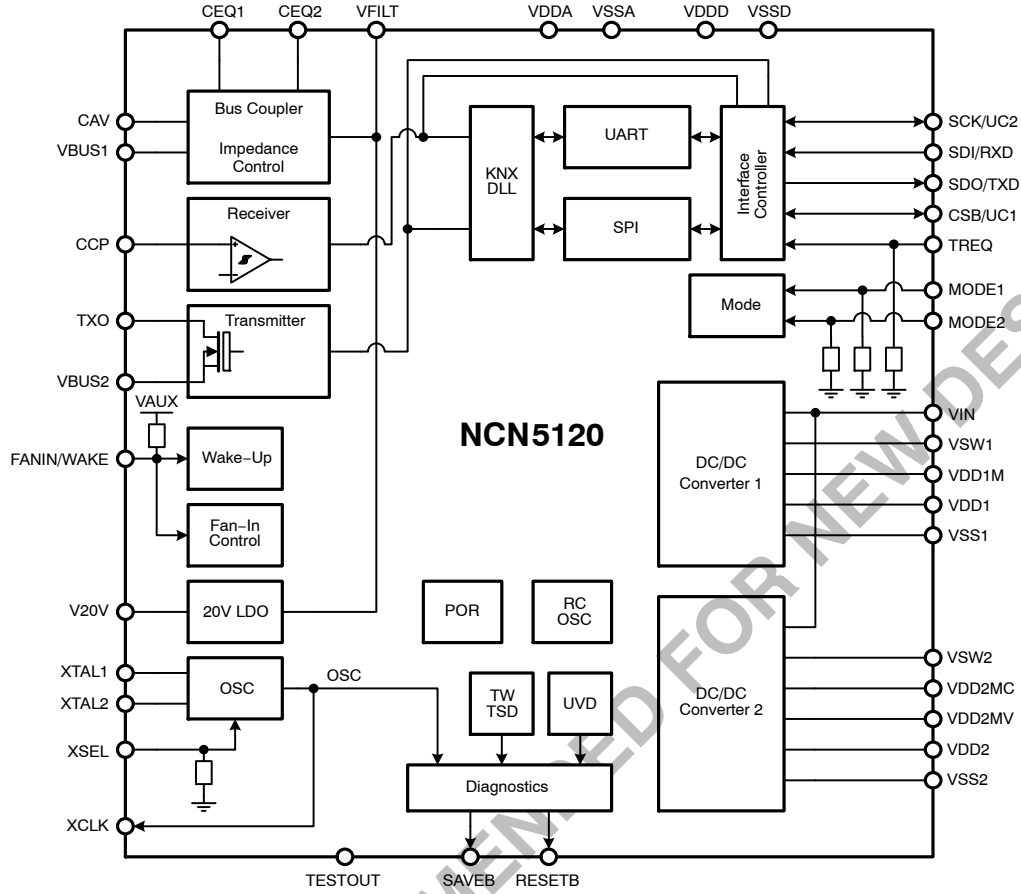 CEQ1 CEQ2 VFILT VDDA VSSA VDDD VSSD
CAV
VBUS1
CCP
TXO
VBUS2
VAUX
FANIN/WAKE
V20V
XTAL1
XTAL2
XSEL
XCLK
Bus Coupler
Impedance
Control
Receiver
Transmitter
Wake−Up
Fan−In
Control
20V LDO
OSC
OSC
KNX
DLL
UART
SPI
Interface
Controller
Mode
NCN5120
POR
RC
OSC
TW
TSD
UVD
Diagnostics
DC/DC
Converter 1
DC/DC
Converter 2
SCK/UC2
SDI/RXD
SDO/TXD
CSB/UC1
TREQ
MODE1
MODE2
VIN
VSW1
VDD1M
VDD1
VSS1
VSW2
VDD2MC
VDD2MV
VDD2
VSS2
TESTOUT SAVEB RESETB
FOR NEW